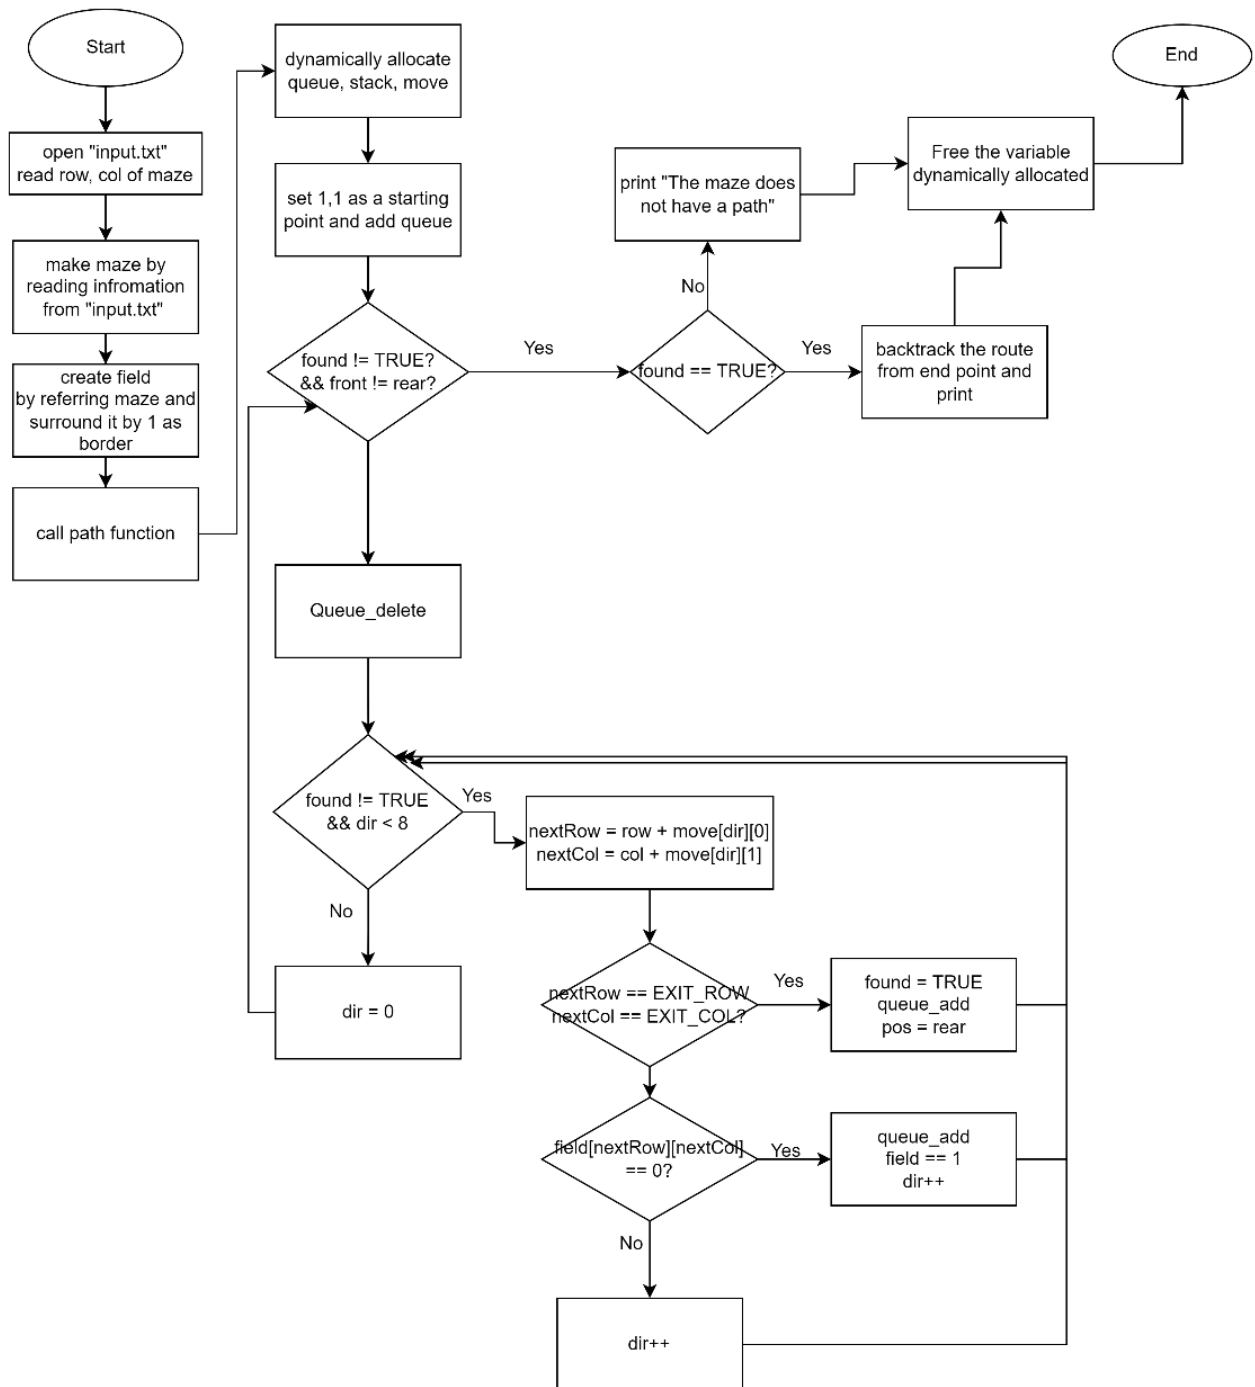 Start
open "input.txt"
read row, col of maze
make maze by
reading infromation
from "input.txt"
create field
by referring maze and
surround it by 1 as
border
call path function
dynamically allocate
queue, stack, move
set 1,1 as a starting
point and add queue
found != TRUE?
&& front != rear?
Yes
found == TRUE?
No
print "The maze does
not have a path"
Yes
backtrack the route
from end point and
print
Free the variable
dynamically allocated
End
Queue_delete
found != TRUE
&& dir < 8
Yes
No
dir = 0
nextRow = row + move[dir][0]
nextCol = col + move[dir][1]
nextRow == EXIT_ROW
nextCol == EXIT_COL?
Yes
found = TRUE
queue_add
pos = rear
field[nextRow][nextCol]
== 0?
Yes
queue_add
field == 1
dir++
No
dir++